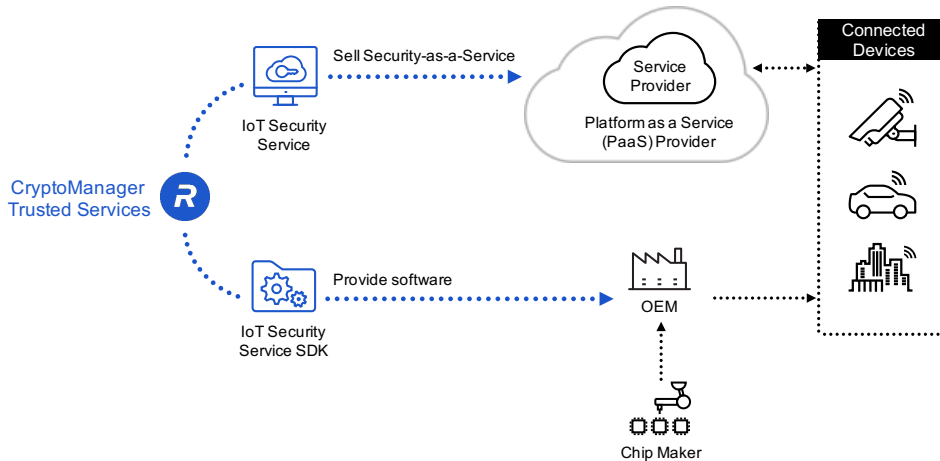 Connected
Devices
Sell Security-as-a-Service
Service
Provider
Platform as a Service
(PaaS) Provider
IoT Security
Service
CryptoManager
Trusted Services
R
Provide software
OEM
IoT Security
Service SDK
Chip Maker